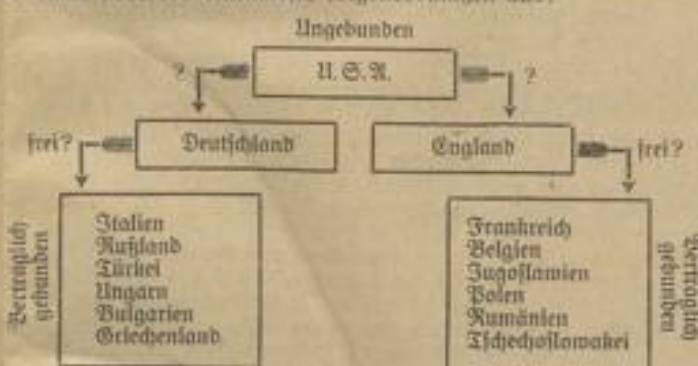 Ungebunden
?
U.S.A.
?
frei?
Deutschland
England
frei?
Vertraglich
gebunden
Italien
Rußland
Türkei
Ungarn
Bulgarien
Griechenland
Frankreich
Belgien
Jugoslawien
Polen
Rumänien
Tschechoslowakei
Vertraglich
gebunden